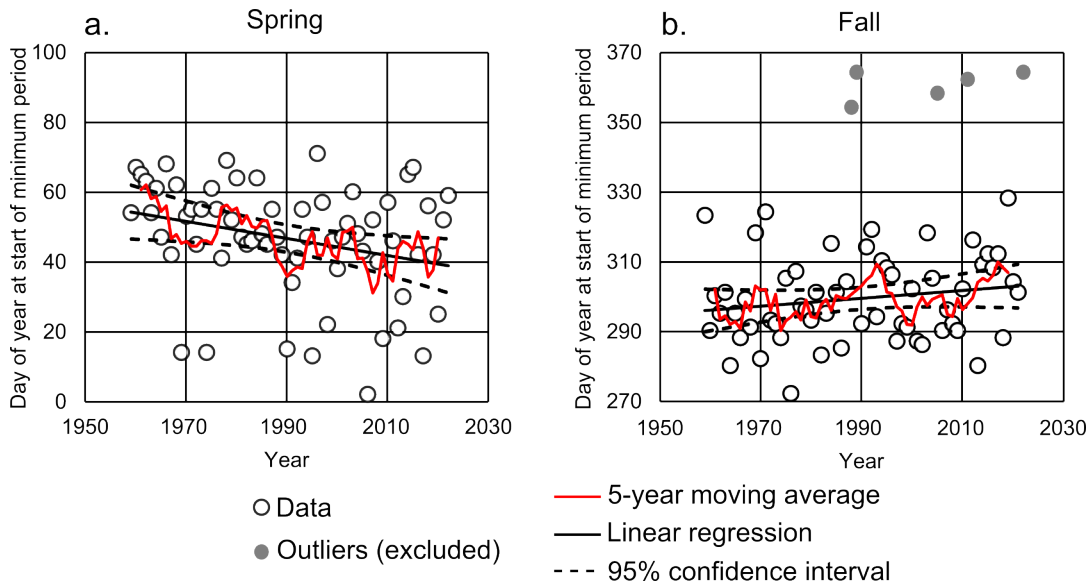 a.
Spring
Day of year at start of minimum period
100
80
60
40
20
0
1950
1970
1990
2010
2030
Year
b.
Fall
Day of year at start of minimum period
370
350
330
310
290
270
1950
1970
1990
2010
2030
Year
Data
Outliers (excluded)
5-year moving average
Linear regression
95% confidence interval